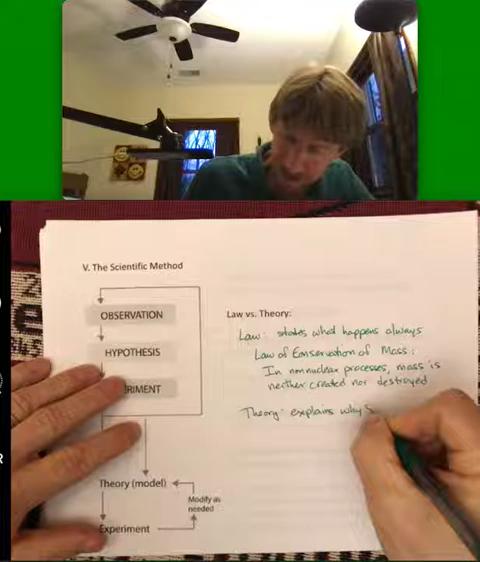 V. The Scientific Method
OBSERVATION
HYPOTHESIS
RIMENT
Theory (model)
Modify as
needed
Experiment
Law vs. Theory:
Law: states what happens always
Law of Conservation of Mass:
In nonnuclear processes, mass is
neither created nor destroyed
Theory: explains why